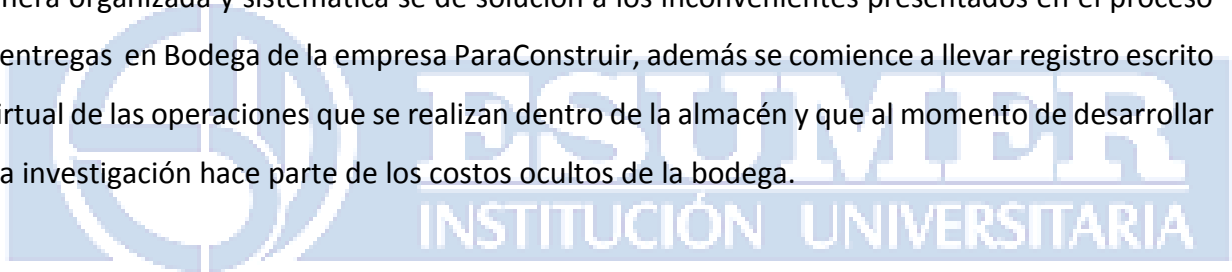 nera organizada y sistemática se de solución a los inconvenientes presentados en el proceso
entregas en Bodega de la empresa ParaConstruir, además se comience a llevar registro escrito
irtual de las operaciones que se realizan dentro de la almacén y que al momento de desarrollar
a investigación hace parte de los costos ocultos de la bodega.
ESUMER
INSTITUCIÓN UNIVERSITARIA